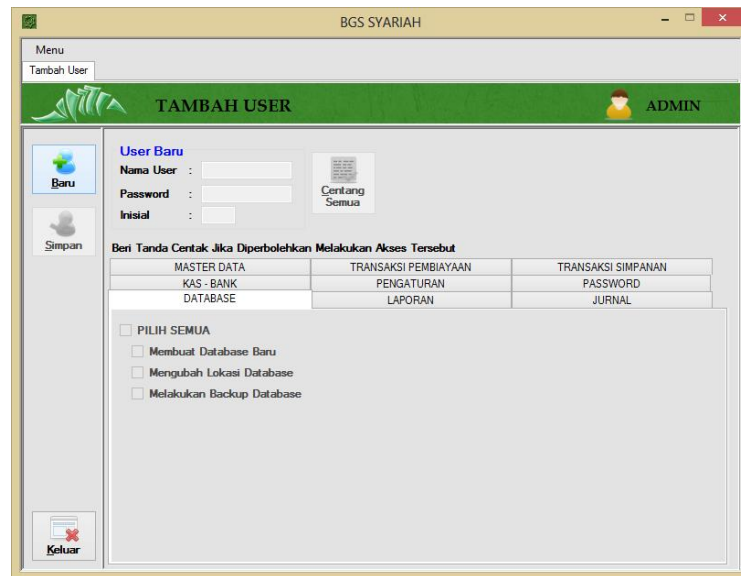 BGS SYARIAH
Menu
Tambah User
TAMBAH USER
ADMIN
Baru
Simpan
Keluar
User Baru
Nama User :
Password :
Inisial :
Centang
Semua
Beri Tanda Centak Jika Diperbolehkan Melakukan Akses Tersebut
MASTER DATA TRANSAKSI PEMBIAYAAN TRANSAKSI SIMPANAN
KAS - BANK PENGATURAN PASSWORD
DATABASE LAPORAN JURNAL
PILIH SEMUA
Membuat Database Baru
Mengubah Lokasi Database
Melakukan Backup Database